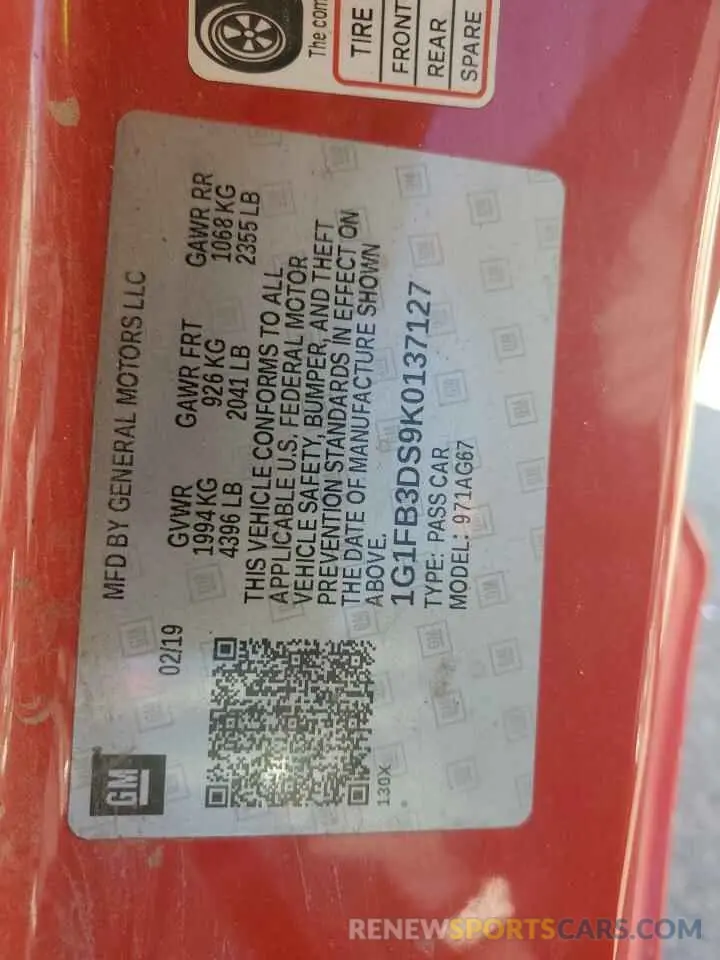 The com
TIRE
FRONT
REAR
SPARE
GM
MFD BY GENERAL MOTORS LLC
02/19
GVWR GAWR FRT GAWR RR
1994 KG 926 KG 1068 KG
4396 LB 2041 LB 2355 LB
THIS VEHICLE CONFORMS TO ALL
APPLICABLE U.S. FEDERAL MOTOR
VEHICLE SAFETY, BUMPER, AND THEFT
PREVENTION STANDARDS IN EFFECT ON
THE DATE OF MANUFACTURE SHOWN
ABOVE.
1G1FB3DS9K0137127
TYPE: PASS CAR
MODEL: 971AG67
130X
RENEWSPORTSCARS.COM